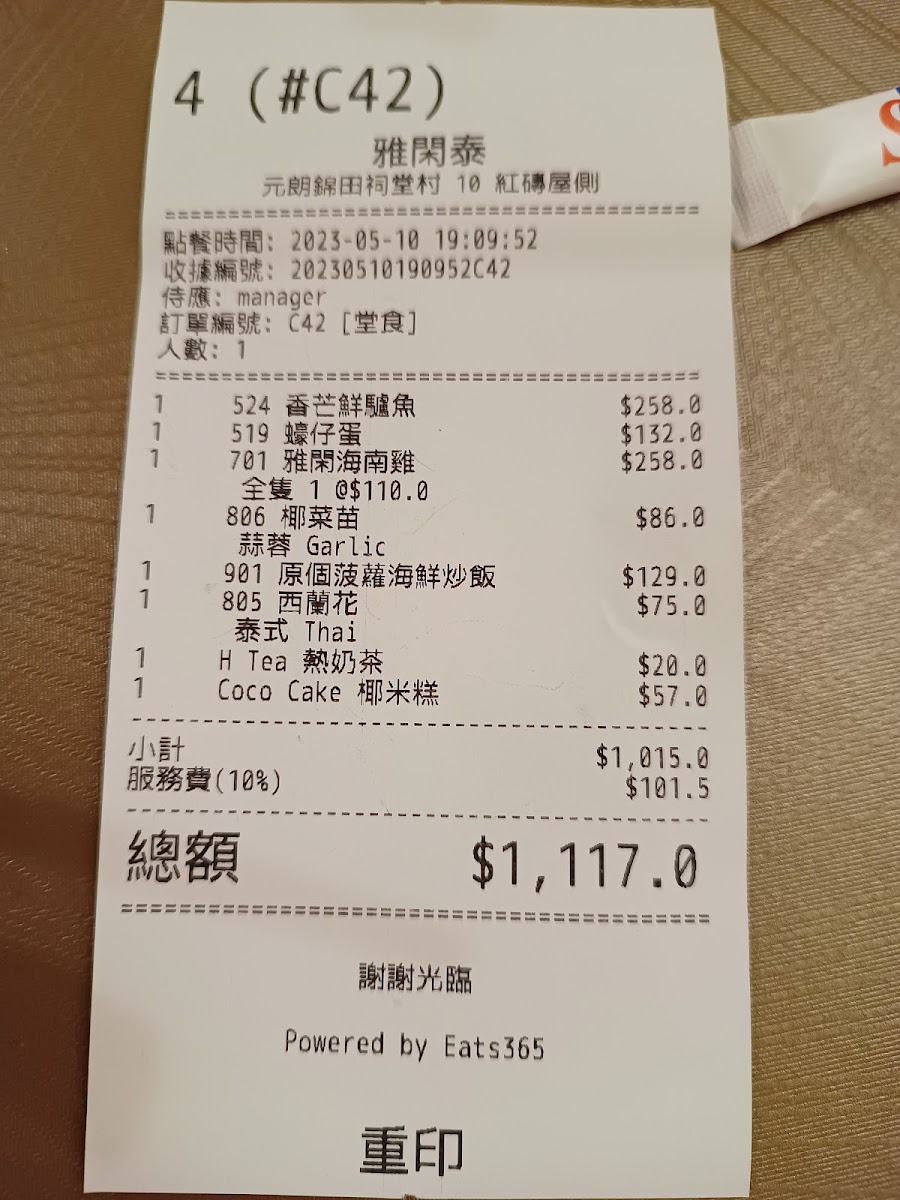 4 (#C42)
雅閑泰
元朗錦田祠堂村 10 紅磚屋側
點餐時間: 2023-05-10 19:09:52
收據編號: 20230510190952C42
侍應: manager
訂單編號: C42 [堂食]
人數: 1
1 524 香芒鮮驢魚 $258.0
1 519 蠔仔蛋 $132.0
1 701 雅閑海南雞 $258.0
全隻 1 @$110.0
1 806 椰菜苗 $86.0
蒜蓉 Garlic
1 901 原個菠蘿海鮮炒飯 $129.0
1 805 西蘭花 $75.0
泰式 Thai
1 H Tea 熱奶茶 $20.0
1 Coco Cake 椰米糕 $57.0
小計 $1,015.0
服務費(10%) $101.5
總額 $1,117.0
謝謝光臨
Powered by Eats365
重印